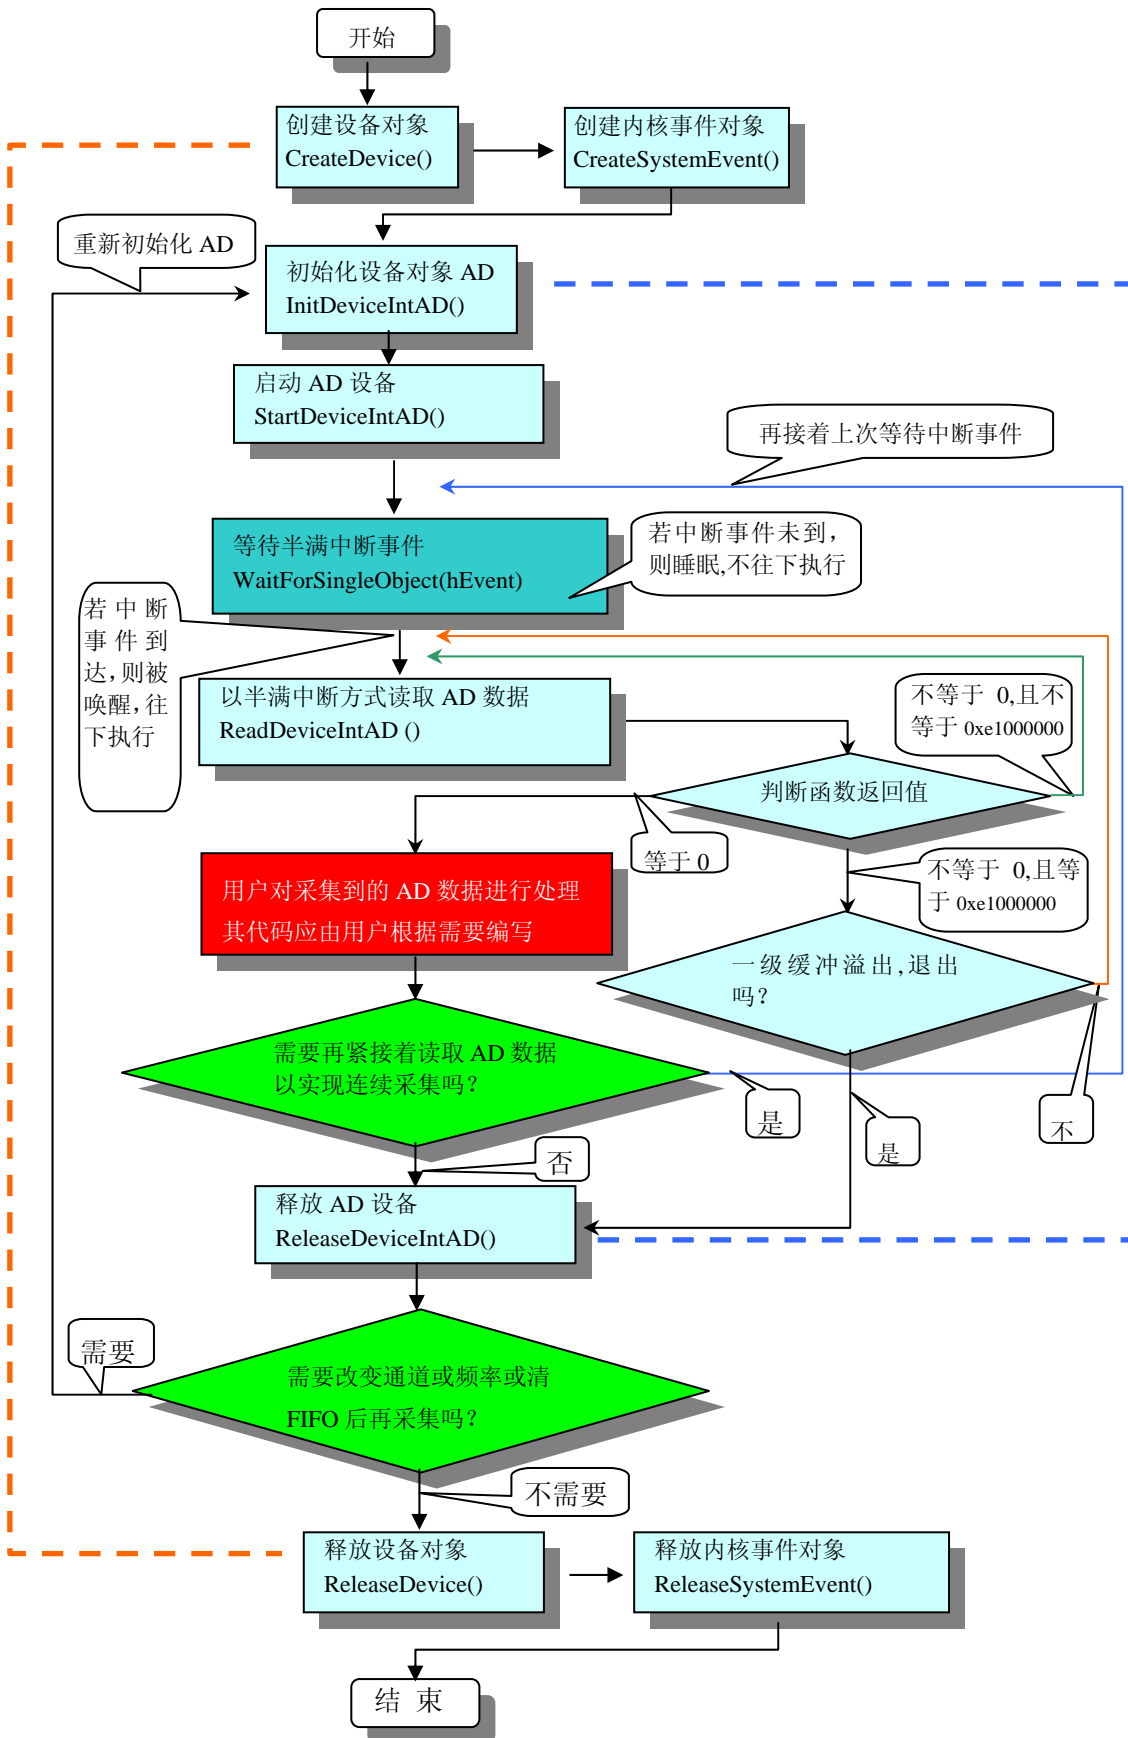 开始
创建设备对象
CreateDevice()
创建内核事件对象
CreateSystemEvent()
重新初始化 AD
初始化设备对象 AD
InitDeviceIntAD()
启动 AD 设备
StartDeviceIntAD()
再接着上次等待中断事件
等待半满中断事件
WaitForSingleObject(hEvent)
若中断事件未到，
则睡眠,不往下执行
若中断
事件到
达，则被
唤醒，往
下执行
以半满中断方式读取 AD 数据
ReadDeviceIntAD ()
不等于 0,且不
等于 0xe1000000
判断函数返回值
等于 0
不等于 0,且等
于 0xe1000000
用户对采集到的 AD 数据进行处理
其代码应由用户根据需要编写
一级缓冲溢出,退出
吗？
需要再紧接着读取 AD 数据
以实现连续采集吗？
是
是
不
否
释放 AD 设备
ReleaseDeviceIntAD()
需要
需要改变通道或频率或清
FIFO 后再采集吗？
不需要
释放设备对象
ReleaseDevice()
释放内核事件对象
ReleaseSystemEvent()
结 束